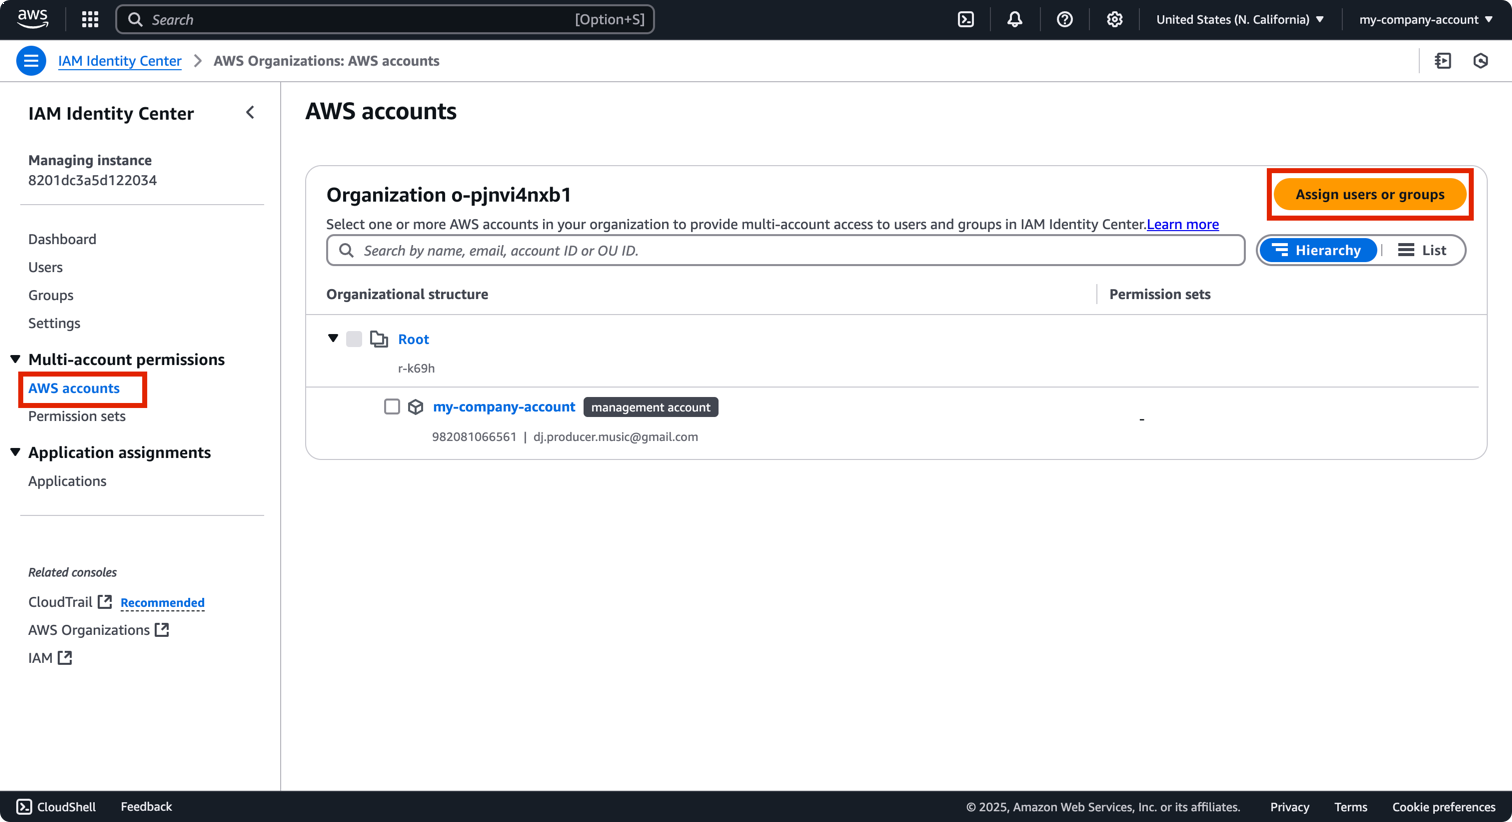 aws
Search [Option+S]
United States (N. California)
my-company-account
IAM Identity Center
AWS Organizations: AWS accounts
IAM Identity Center
Managing instance
8201dc3a5d122034
Dashboard
Users
Groups
Settings
Multi-account permissions
AWS accounts
Permission sets
Application assignments
Applications
Related consoles
CloudTrail Recommended
AWS Organizations
IAM
AWS accounts
Organization o-pjnvi4nxb1
Assign users or groups
Select one or more AWS accounts in your organization to provide multi-account access to users and groups in IAM Identity Center.Learn more
Search by name, email, account ID or OU ID.
Hierarchy
List
Organizational structure
Permission sets
Root
r-k69h
my-company-account management account
-
982081066561 | dj.producer.music@gmail.com
CloudShell
Feedback
© 2025, Amazon Web Services, Inc. or its affiliates.
Privacy
Terms
Cookie preferences